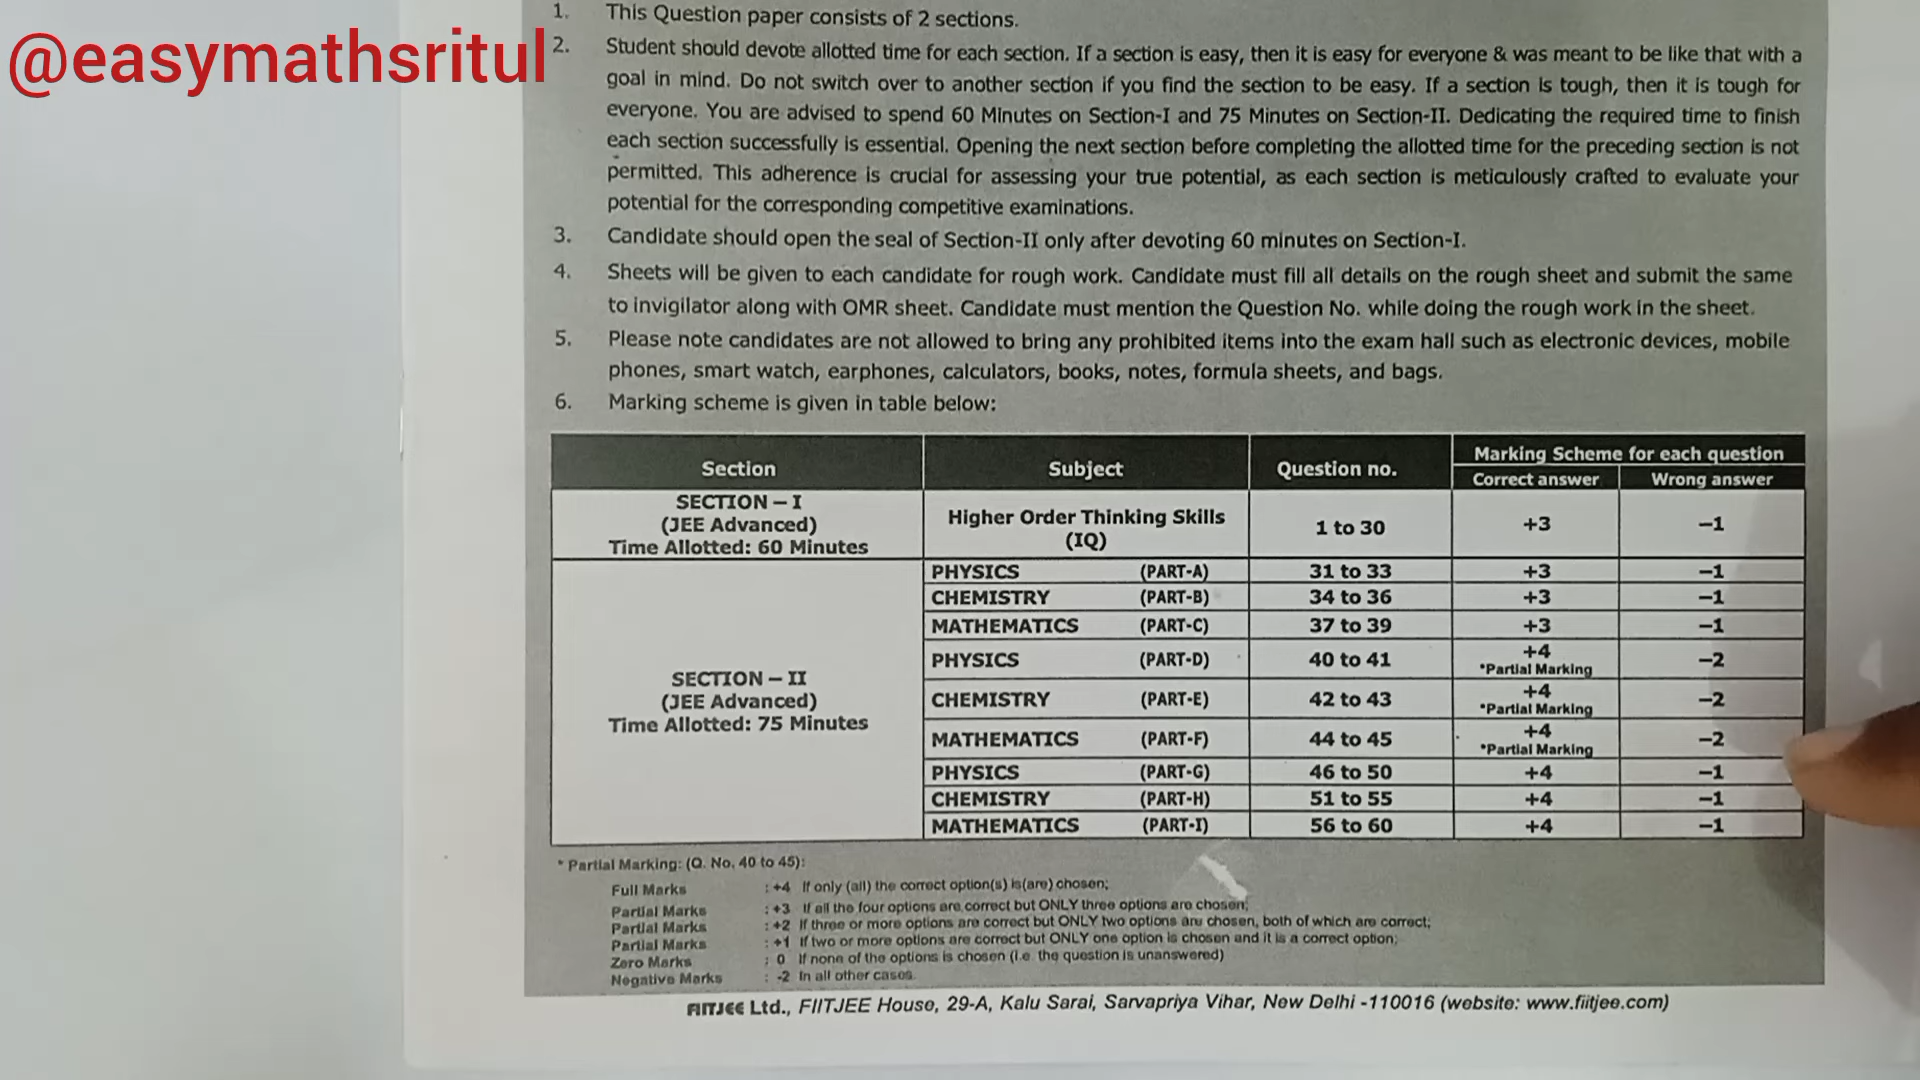 @easymathsritul
1. This Question paper consists of 2 sections.
2. Student should devote allotted time for each section. If a section is easy, then it is easy for everyone & was meant to be like that with a
goal in mind. Do not switch over to another section if you find the section to be easy. If a section is tough, then it is tough for
everyone. You are advised to spend 60 Minutes on Section-I and 75 Minutes on Section-II. Dedicating the required time to finish
each section successfully is essential. Opening the next section before completing the allotted time for the preceding section is not
permitted. This adherence is crucial for assessing your true potential, as each section is meticulously crafted to evaluate your
potential for the corresponding competitive examinations.
3. Candidate should open the seal of Section-II only after devoting 60 minutes on Section-I.
4. Sheets will be given to each candidate for rough work. Candidate must fill all details on the rough sheet and submit the same
to invigilator along with OMR sheet. Candidate must mention the Question No. while doing the rough work in the sheet.
5. Please note candidates are not allowed to bring any prohibited items into the exam hall such as electronic devices, mobile
phones, smart watch, earphones, calculators, books, notes, formula sheets, and bags.
6. Marking scheme is given in table below:
Section Subject Question no. Marking Scheme for each question
Correct answer Wrong answer
SECTION – I
(JEE Advanced)
Time Allotted: 60 Minutes
Higher Order Thinking Skills
(IQ)
1 to 30 +3 –1
SECTION – II
(JEE Advanced)
Time Allotted: 75 Minutes
PHYSICS (PART-A) 31 to 33 +3 –1
CHEMISTRY (PART-B) 34 to 36 +3 –1
MATHEMATICS (PART-C) 37 to 39 +3 –1
PHYSICS (PART-D) 40 to 41 +4 –2
*Partial Marking
CHEMISTRY (PART-E) 42 to 43 +4 –2
*Partial Marking
MATHEMATICS (PART-F) 44 to 45 +4 –2
*Partial Marking
PHYSICS (PART-G) 46 to 50 +4 –1
CHEMISTRY (PART-H) 51 to 55 +4 –1
MATHEMATICS (PART-I) 56 to 60 +4 –1
* Partial Marking: (Q. No. 40 to 45):
Full Marks : +4 If only (all) the correct option(s) is(are) chosen;
Partial Marks : +3 If all the four options are correct but ONLY three options are chosen;
Partial Marks : +2 If three or more options are correct but ONLY two options are chosen, both of which are correct;
Partial Marks : +1 If two or more options are correct but ONLY one option is chosen and it is a correct option;
Zero Marks : 0 If none of the options is chosen (i.e. the question is unanswered)
Negative Marks : -2 In all other cases.
FIITJEE Ltd., FIITJEE House, 29-A, Kalu Sarai, Sarvapriya Vihar, New Delhi -110016 (website: www.fiitjee.com)